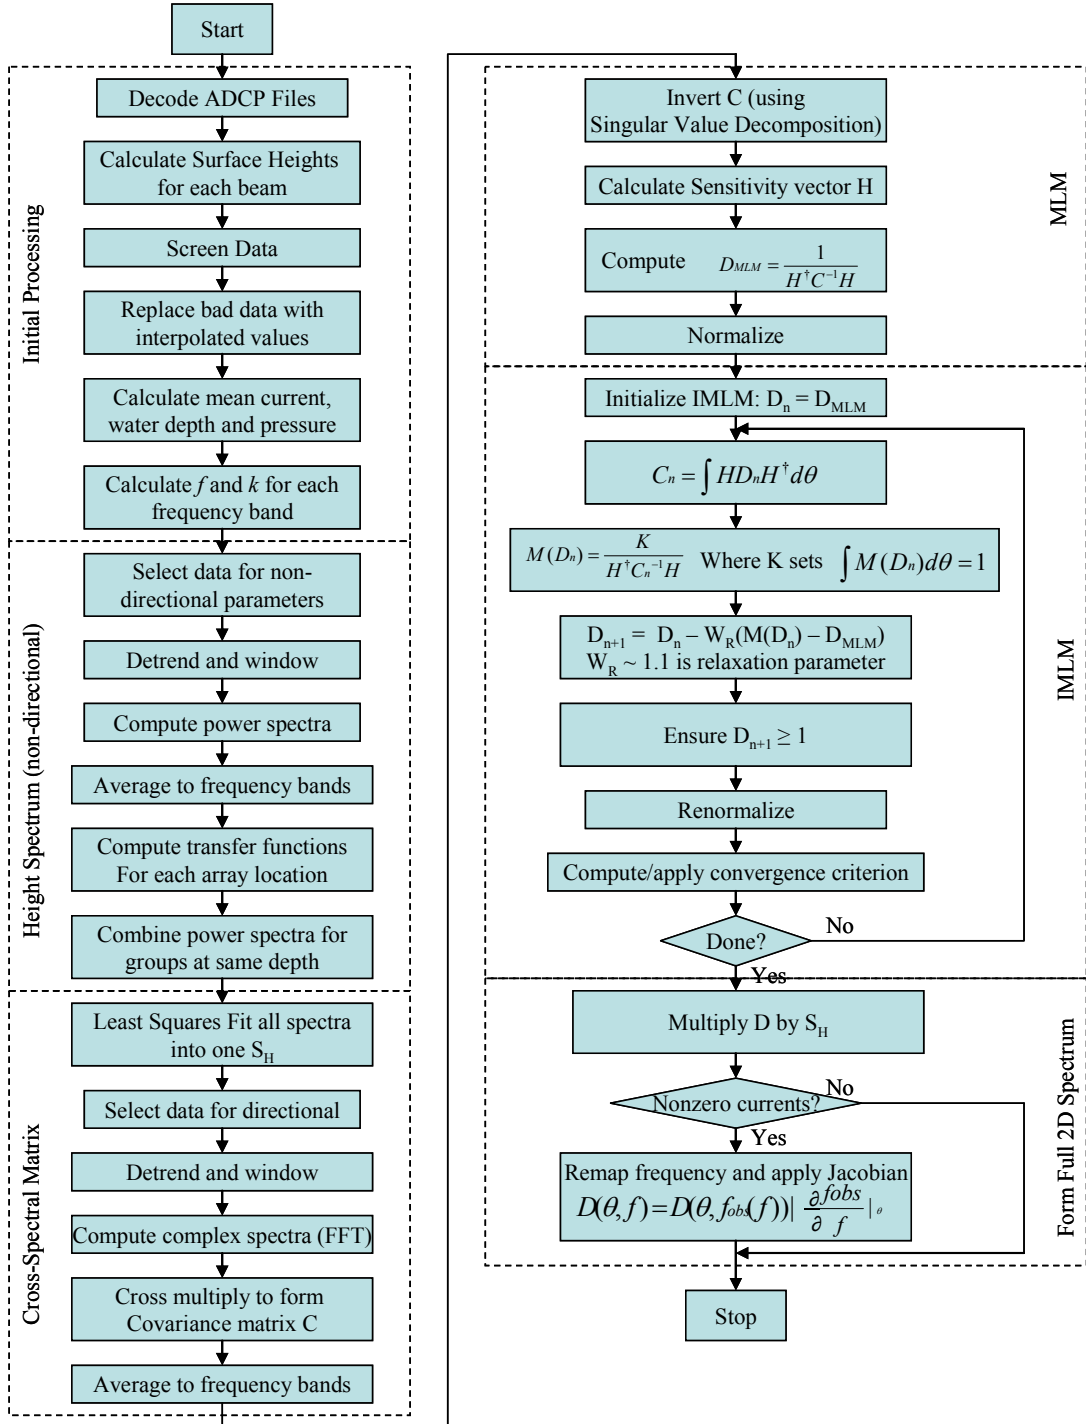 Start
Initial Processing
Decode ADCP Files
Calculate Surface Heights
for each beam
Screen Data
Replace bad data with
interpolated values
Calculate mean current,
water depth and pressure
Calculate f and k for each
frequency band
Height Spectrum (non-directional)
Select data for non-
directional parameters
Detrend and window
Compute power spectra
Average to frequency bands
Compute transfer functions
For each array location
Combine power spectra for
groups at same depth
Cross-Spectral Matrix
Least Squares Fit all spectra
into one S_H
Select data for directional
Detrend and window
Compute complex spectra (FFT)
Cross multiply to form
Covariance matrix C
Average to frequency bands
MLM
Invert C (using
Singular Value Decomposition)
Calculate Sensitivity vector H
Compute D_MLM = 1 / H†C⁻¹H
Normalize
IMLM
Initialize IMLM: D_n = D_MLM
C_n = ∫ HD_nH†dθ
M(D_n) = K / H†C_n⁻¹H Where K sets ∫ M(D_n)dθ = 1
D_n+1 = D_n – W_R(M(D_n) – D_MLM)
W_R ~ 1.1 is relaxation parameter
Ensure D_n+1 ≥ 1
Renormalize
Compute/apply convergence criterion
Done?
No
Yes
Form Full 2D Spectrum
Multiply D by S_H
Nonzero currents?
No
Yes
Remap frequency and apply Jacobian
D(θ,f) = D(θ,f_obs(f))| ∂fobs / ∂f |_θ
Stop